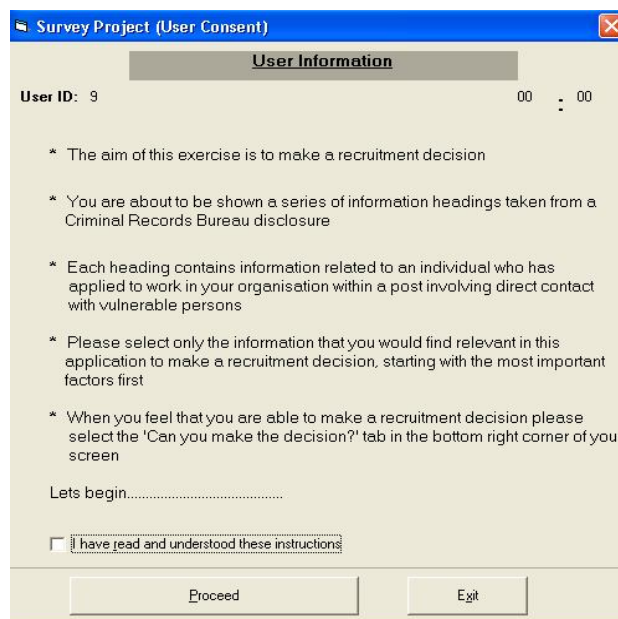 Survey Project (User Consent)
User Information
User ID: 9 00 : 00
* The aim of this exercise is to make a recruitment decision
* You are about to be shown a series of information headings taken from a
Criminal Records Bureau disclosure
* Each heading contains information related to an individual who has
applied to work in your organisation within a post involving direct contact
with vulnerable persons
* Please select only the information that you would find relevant in this
application to make a recruitment decision, starting with the most important
factors first
* When you feel that you are able to make a recruitment decision please
select the 'Can you make the decision?' tab in the bottom right corner of you
screen
Lets begin..........................................
I have read and understood these instructions
Proceed Exit